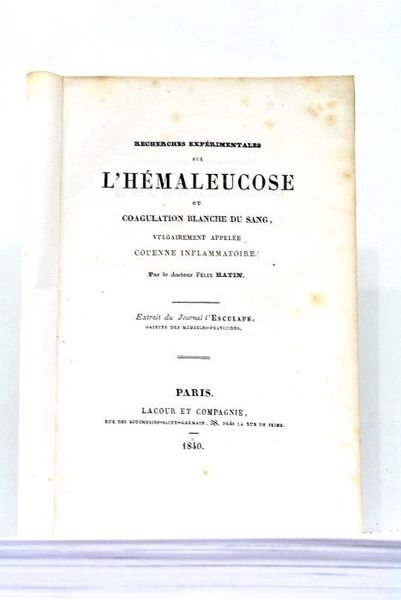 RECHERCHES EXPÉRIMENTALES
SUR
L'HÉMALEUCOSE
OU
COAGULATION BLANCHE DU SANG,
VULGAIREMENT APPELÉE
COUENNE INFLAMMATOIRE.
Par le docteur FÉLIX HATIN.
Extrait du Journal l'ESCULAPE,
GAZETTE DES MÉDECINS-PRATICIENS.
PARIS.
LACOUR ET COMPAGNIE,
RUE DES BOUCHERIES-SAINT-GERMAIN, 38, PRÈS LA RUE DE SEINE.
1840.